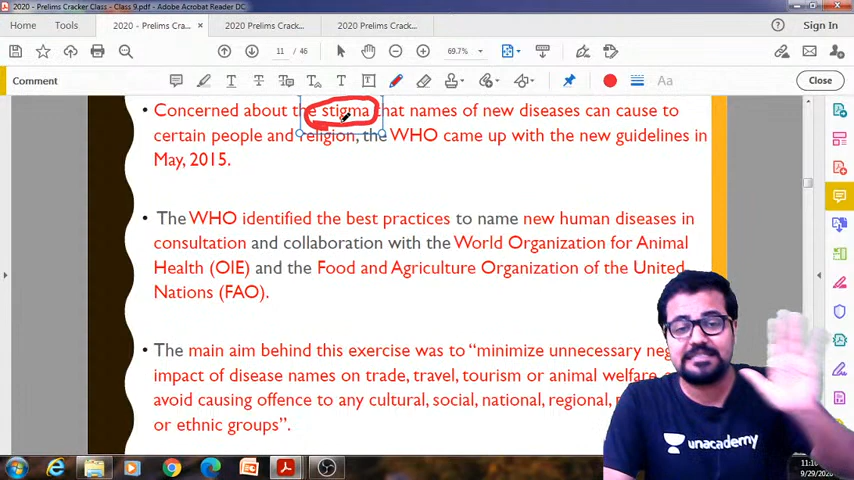 2020 - Prelims Cracker Class - Class 9.pdf - Adobe Acrobat Reader DC
Home Tools 2020 - Prelims Cra... × 2020 - Prelims Crack... 2020 - Prelims Crack... Sign In
11 / 46 69.7%
Comment Aa Close
• Concerned about the stigma that names of new diseases can cause to
certain people and religion, the WHO came up with the new guidelines in
May, 2015.
• The WHO identified the best practices to name new human diseases in
consultation and collaboration with the World Organization for Animal
Health (OIE) and the Food and Agriculture Organization of the United
Nations (FAO).
• The main aim behind this exercise was to “minimize unnecessary
impact of disease names on trade, travel, tourism or animal welfare
avoid causing offence to any cultural, social, national, regional,
or ethnic groups”.
unacademy